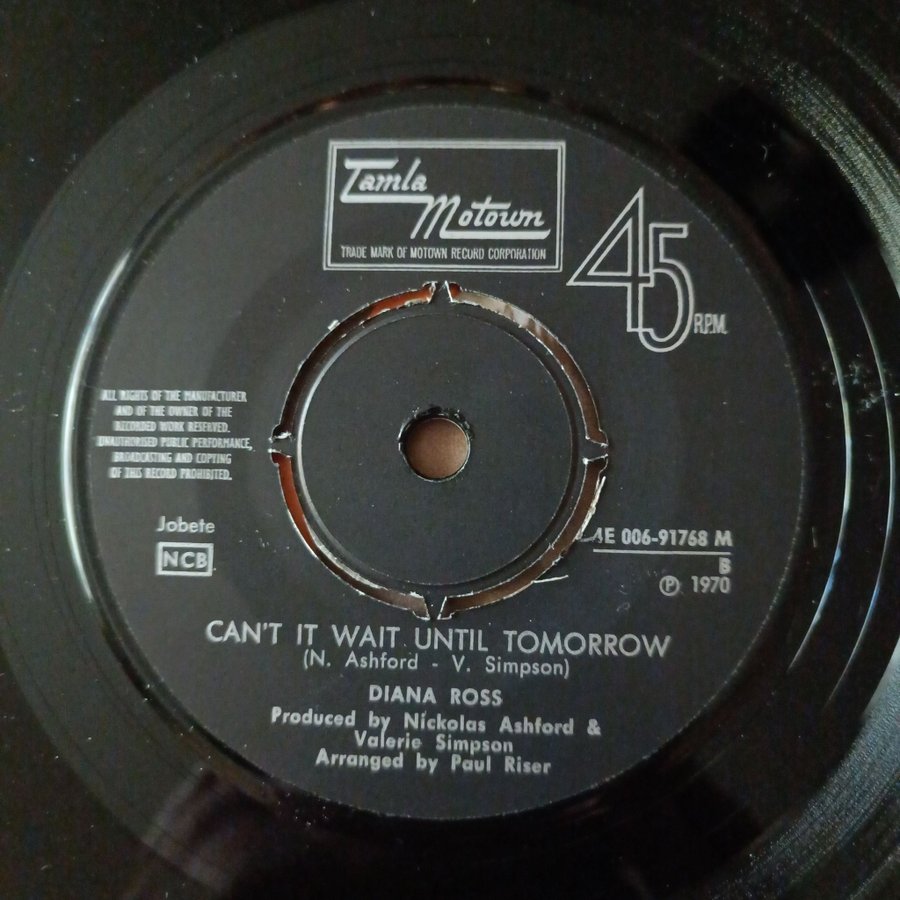 Tamla
Motown
TRADE MARK OF MOTOWN RECORD CORPORATION
45
R.P.M.
ALL RIGHTS OF THE MANUFACTURER
AND OF THE OWNER OF THE
RECORDED WORK RESERVED.
UNAUTHORISED PUBLIC PERFORMANCE,
BROADCASTING AND COPYING
OF THIS RECORD PROHIBITED.
Jobete
NCB
4E 006-91768 M
B
Ⓟ 1970
CAN'T IT WAIT UNTIL TOMORROW
(N. Ashford - V. Simpson)
DIANA ROSS
Produced by Nickolas Ashford &
Valerie Simpson
Arranged by Paul Riser